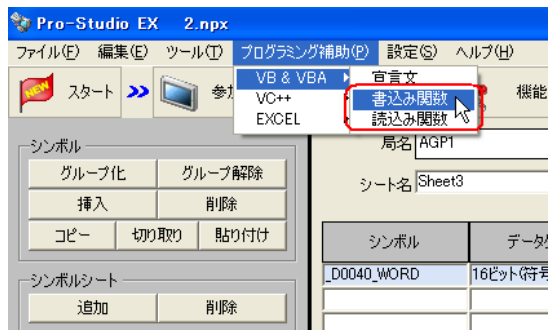 Pro-Studio EX 2.npx
ファイル(F) 編集(E) ツール(T) プログラミング補助(P) 設定(S) ヘルプ(H)
VB & VBA 宣言文
VC++ 書込み関数
EXCEL 読込み関数
NEW スタート 機能
シンボル
グループ化 グループ解除
挿入 削除
コピー 切り取り 貼り付け
シンボルシート
追加 削除
局名 AGP1
シート名 Sheet3
シンボル
_D0040_WORD 16ビット(符号